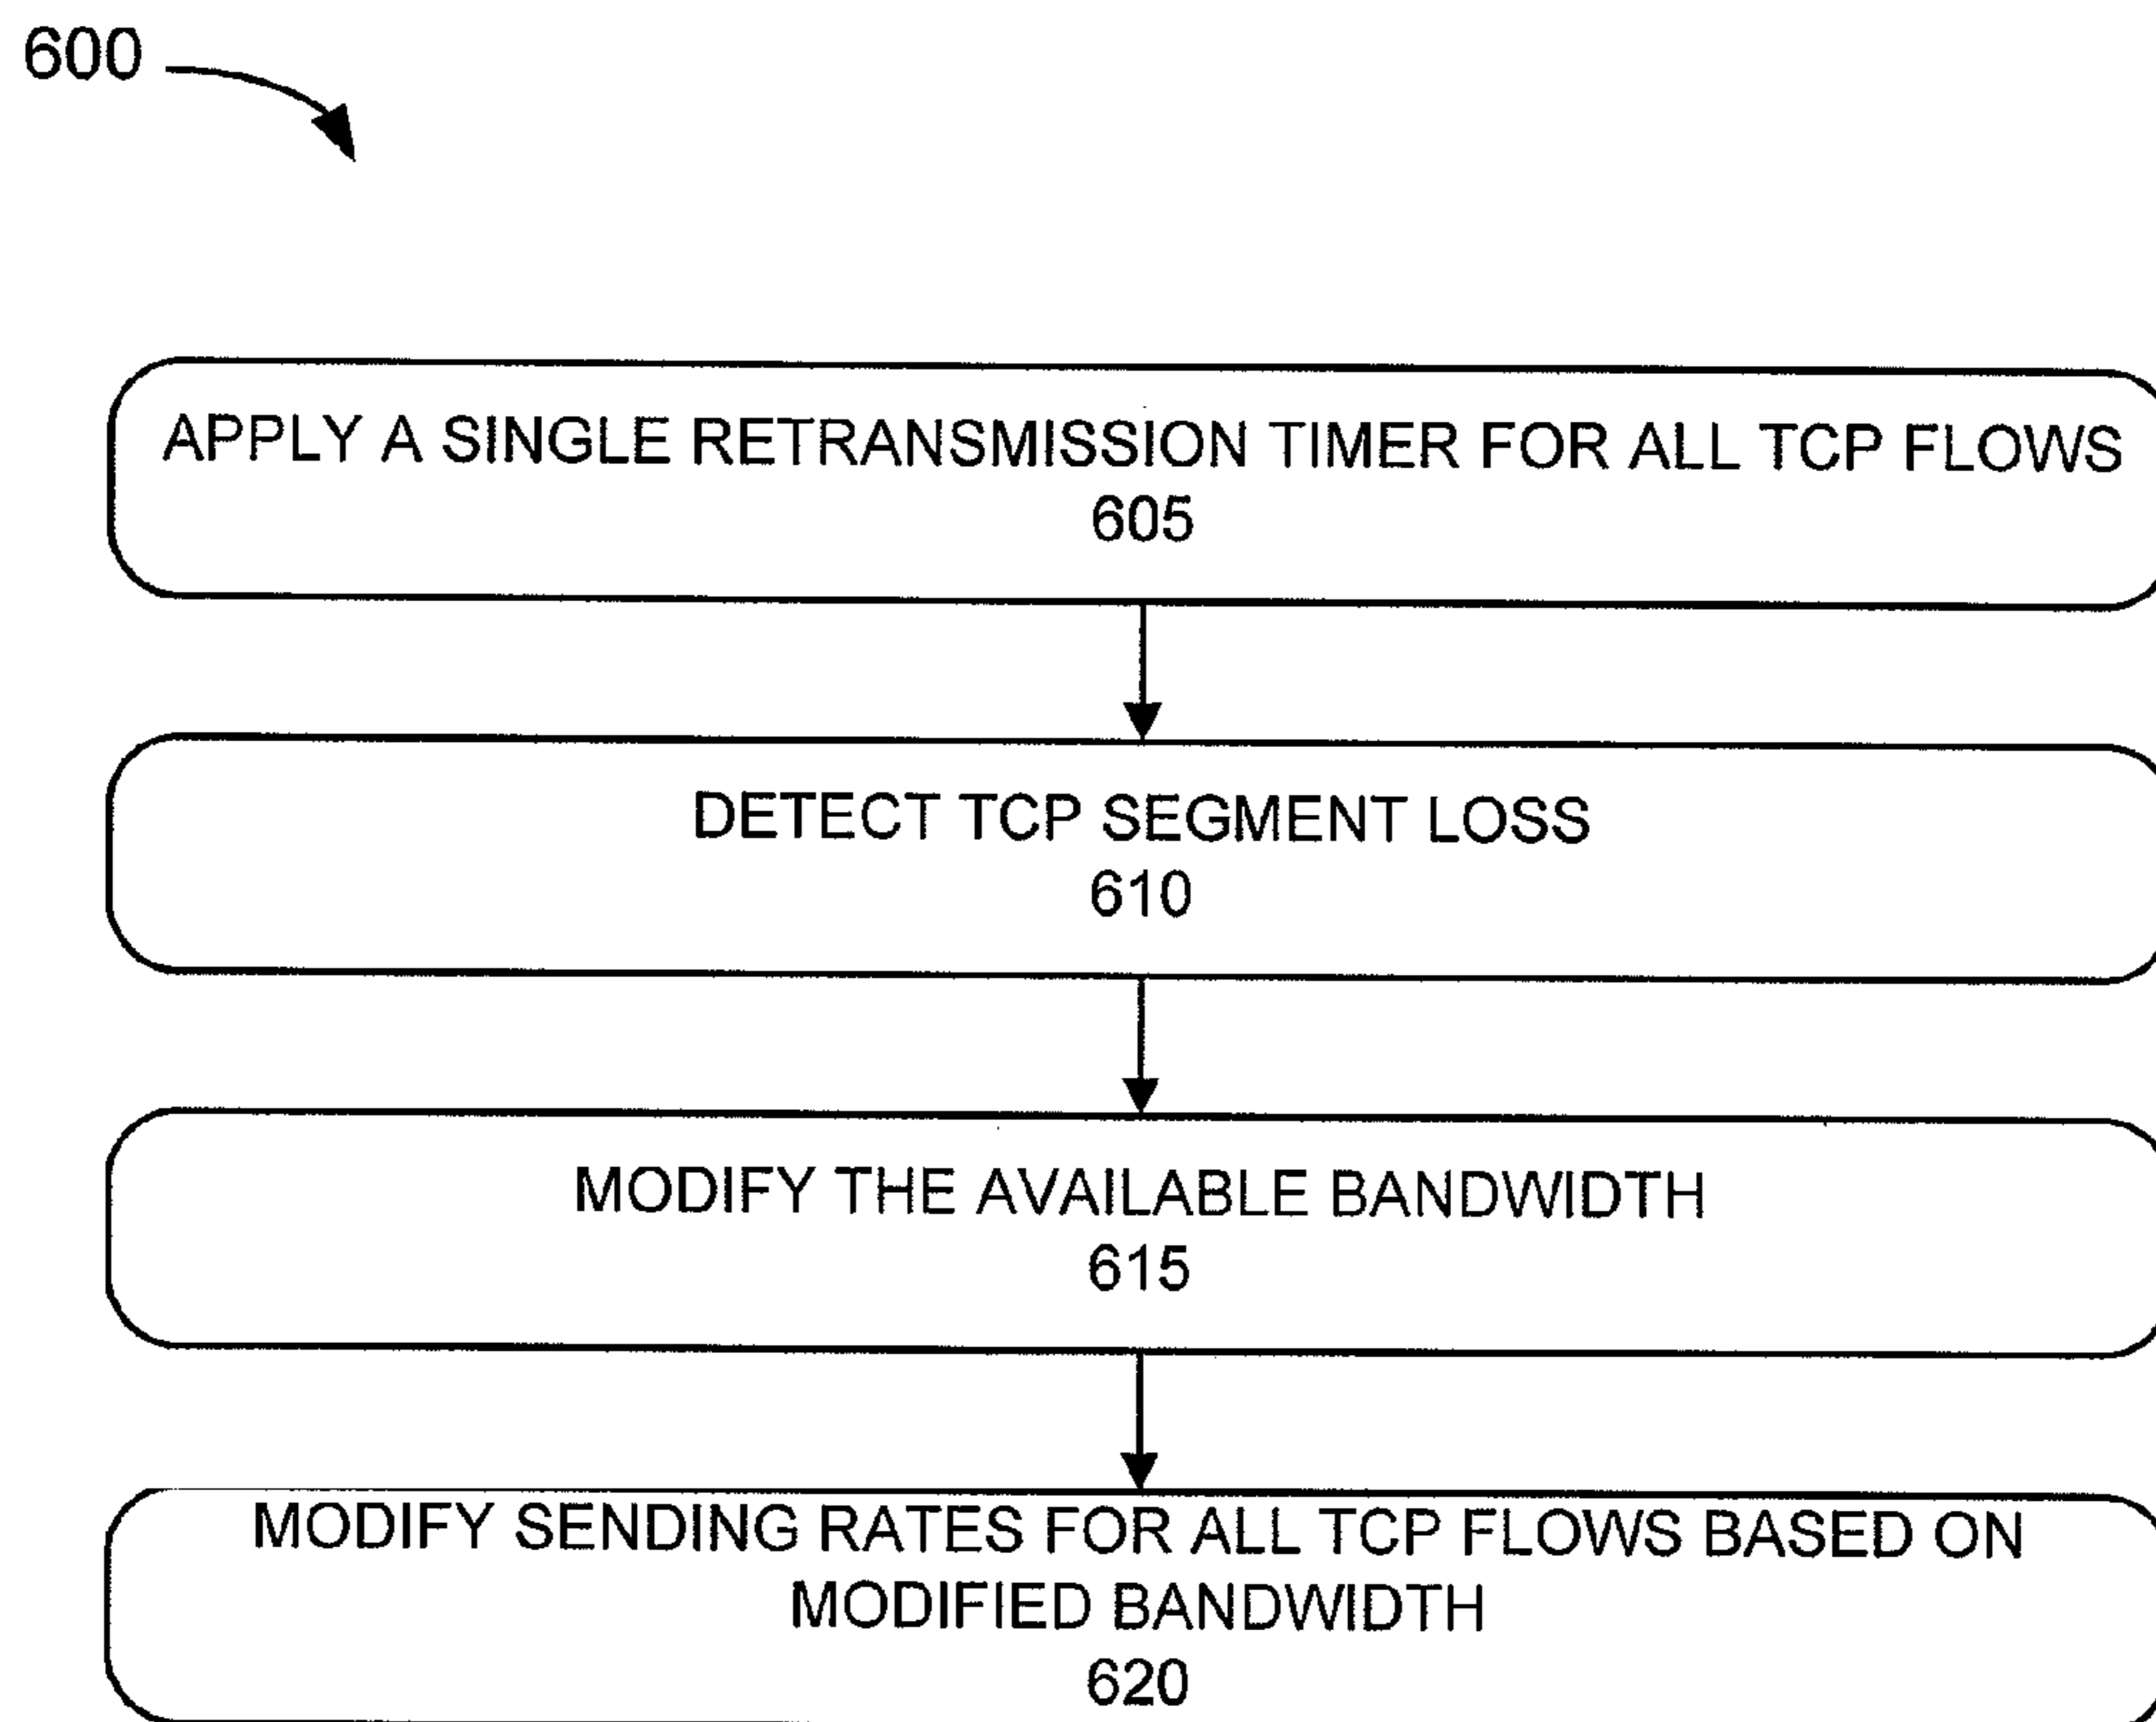 600
APPLY A SINGLE RETRANSMISSION TIMER FOR ALL TCP FLOWS
605
DETECT TCP SEGMENT LOSS
610
MODIFY THE AVAILABLE BANDWIDTH
615
MODIFY SENDING RATES FOR ALL TCP FLOWS BASED ON
MODIFIED BANDWIDTH
620